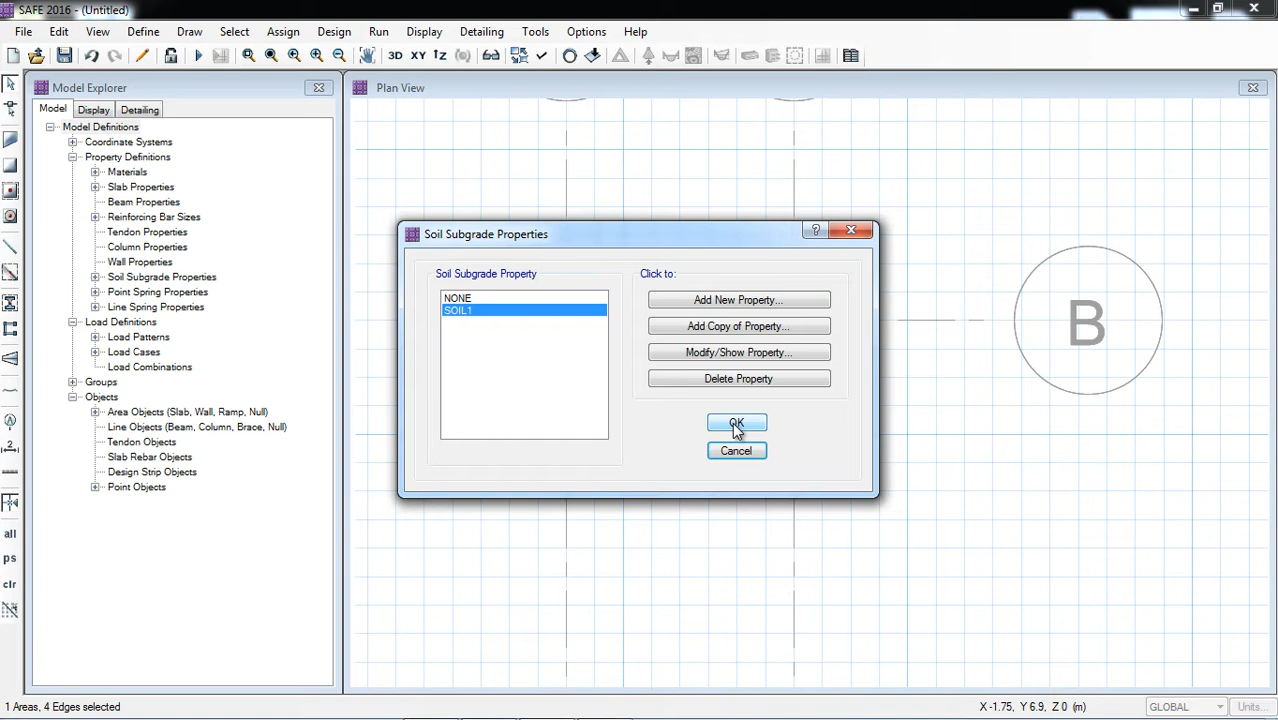 SAFE 2016 - (Untitled)
File Edit View Define Draw Select Assign Design Run Display Detailing Tools Options Help
3D XY
Model Explorer
Model Display Detailing
Model Definitions
Coordinate Systems
Property Definitions
Materials
Slab Properties
Beam Properties
Reinforcing Bar Sizes
Tendon Properties
Column Properties
Wall Properties
Soil Subgrade Properties
Point Spring Properties
Line Spring Properties
Load Definitions
Load Patterns
Load Cases
Load Combinations
Groups
Objects
Area Objects (Slab, Wall, Ramp, Null)
Line Objects (Beam, Column, Brace, Null)
Tendon Objects
Slab Rebar Objects
Design Strip Objects
Point Objects
all
ps
clr
Plan View
B
Soil Subgrade Properties
Soil Subgrade Property
NONE
SOIL1
Click to:
Add New Property...
Add Copy of Property...
Modify/Show Property...
Delete Property
OK
Cancel
1 Areas, 4 Edges selected
X -1.75, Y 6.9, Z 0 (m)
GLOBAL
Units...